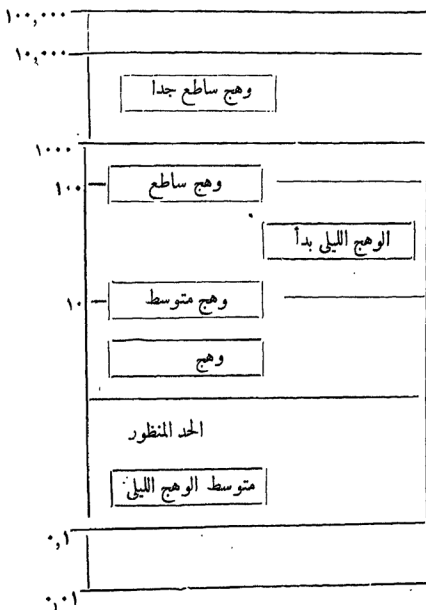 ١٠٠,٠٠٠
١٠,٠٠٠
وهج ساطع جدا
١٠٠٠
وهج ساطع
١٠٠
الوهج الليلى بدأ
وهج متوسط
١٠
وهج
الحد المنظور
متوسط الوهج الليلى
٠,١
٠,٠١